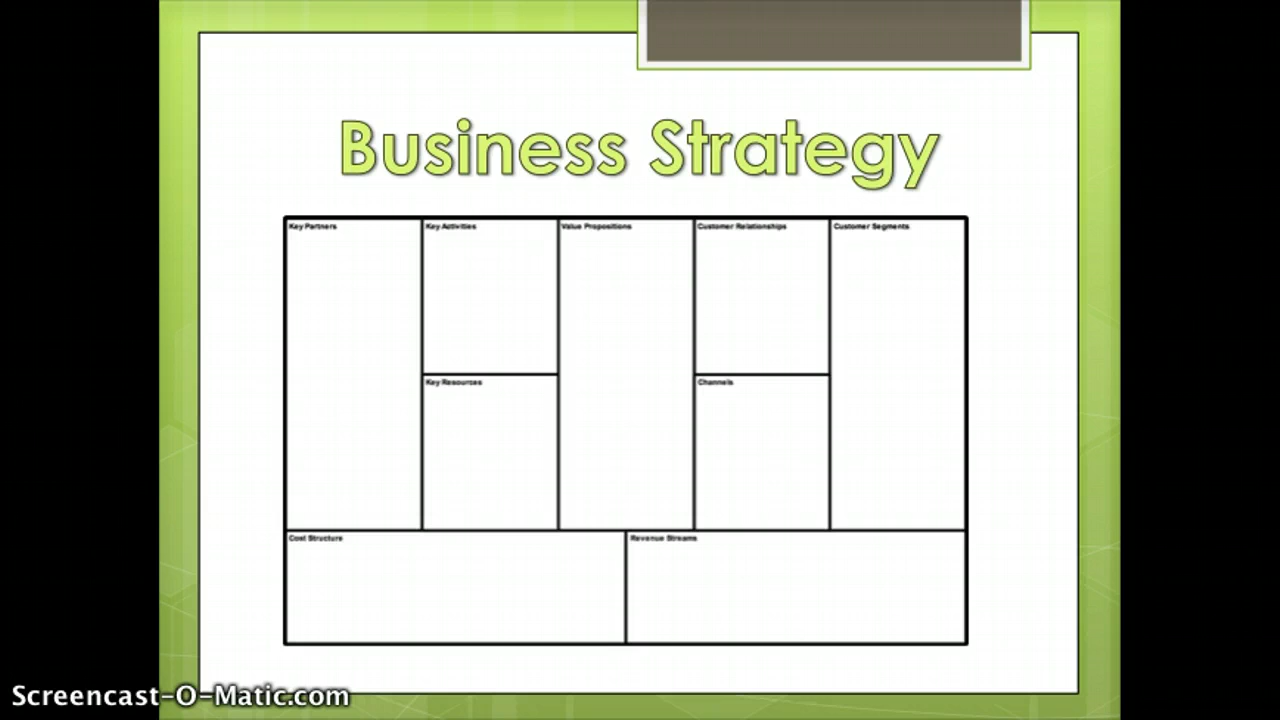 Business Strategy
Key Partners
Key Activities
Value Propositions
Customer Relationships
Customer Segments
Key Resources
Channels
Cost Structure
Revenue Streams
Screencast-O-Matic.com